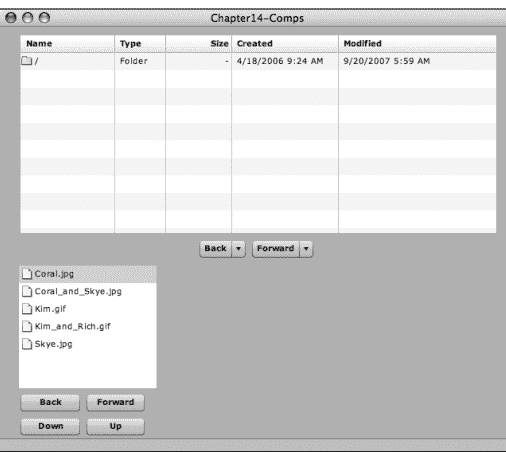 Chapter14-Comps
Name Type Size Created Modified
/ Folder - 4/18/2006 9:24 AM 9/20/2007 5:59 AM
Back Forward
Coral.jpg
Coral_and_Skye.jpg
Kim.gif
Kim_and_Rich.gif
Skye.jpg
Back Forward
Down Up